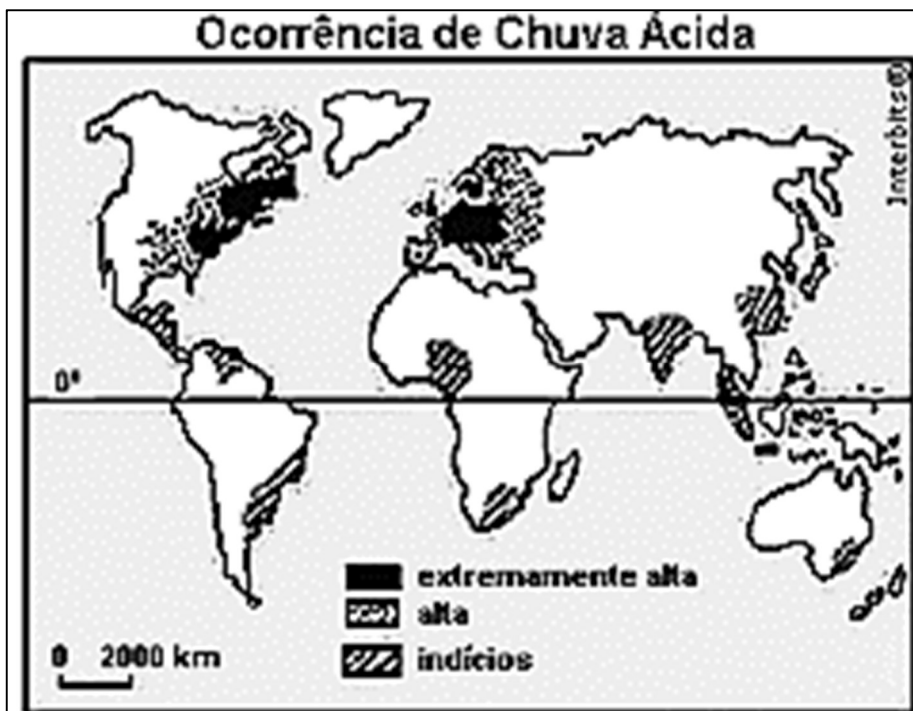 Ocorrência de Chuva Ácida
Interbits®
0°
extremamente alta
alta
indícios
0 2000 km